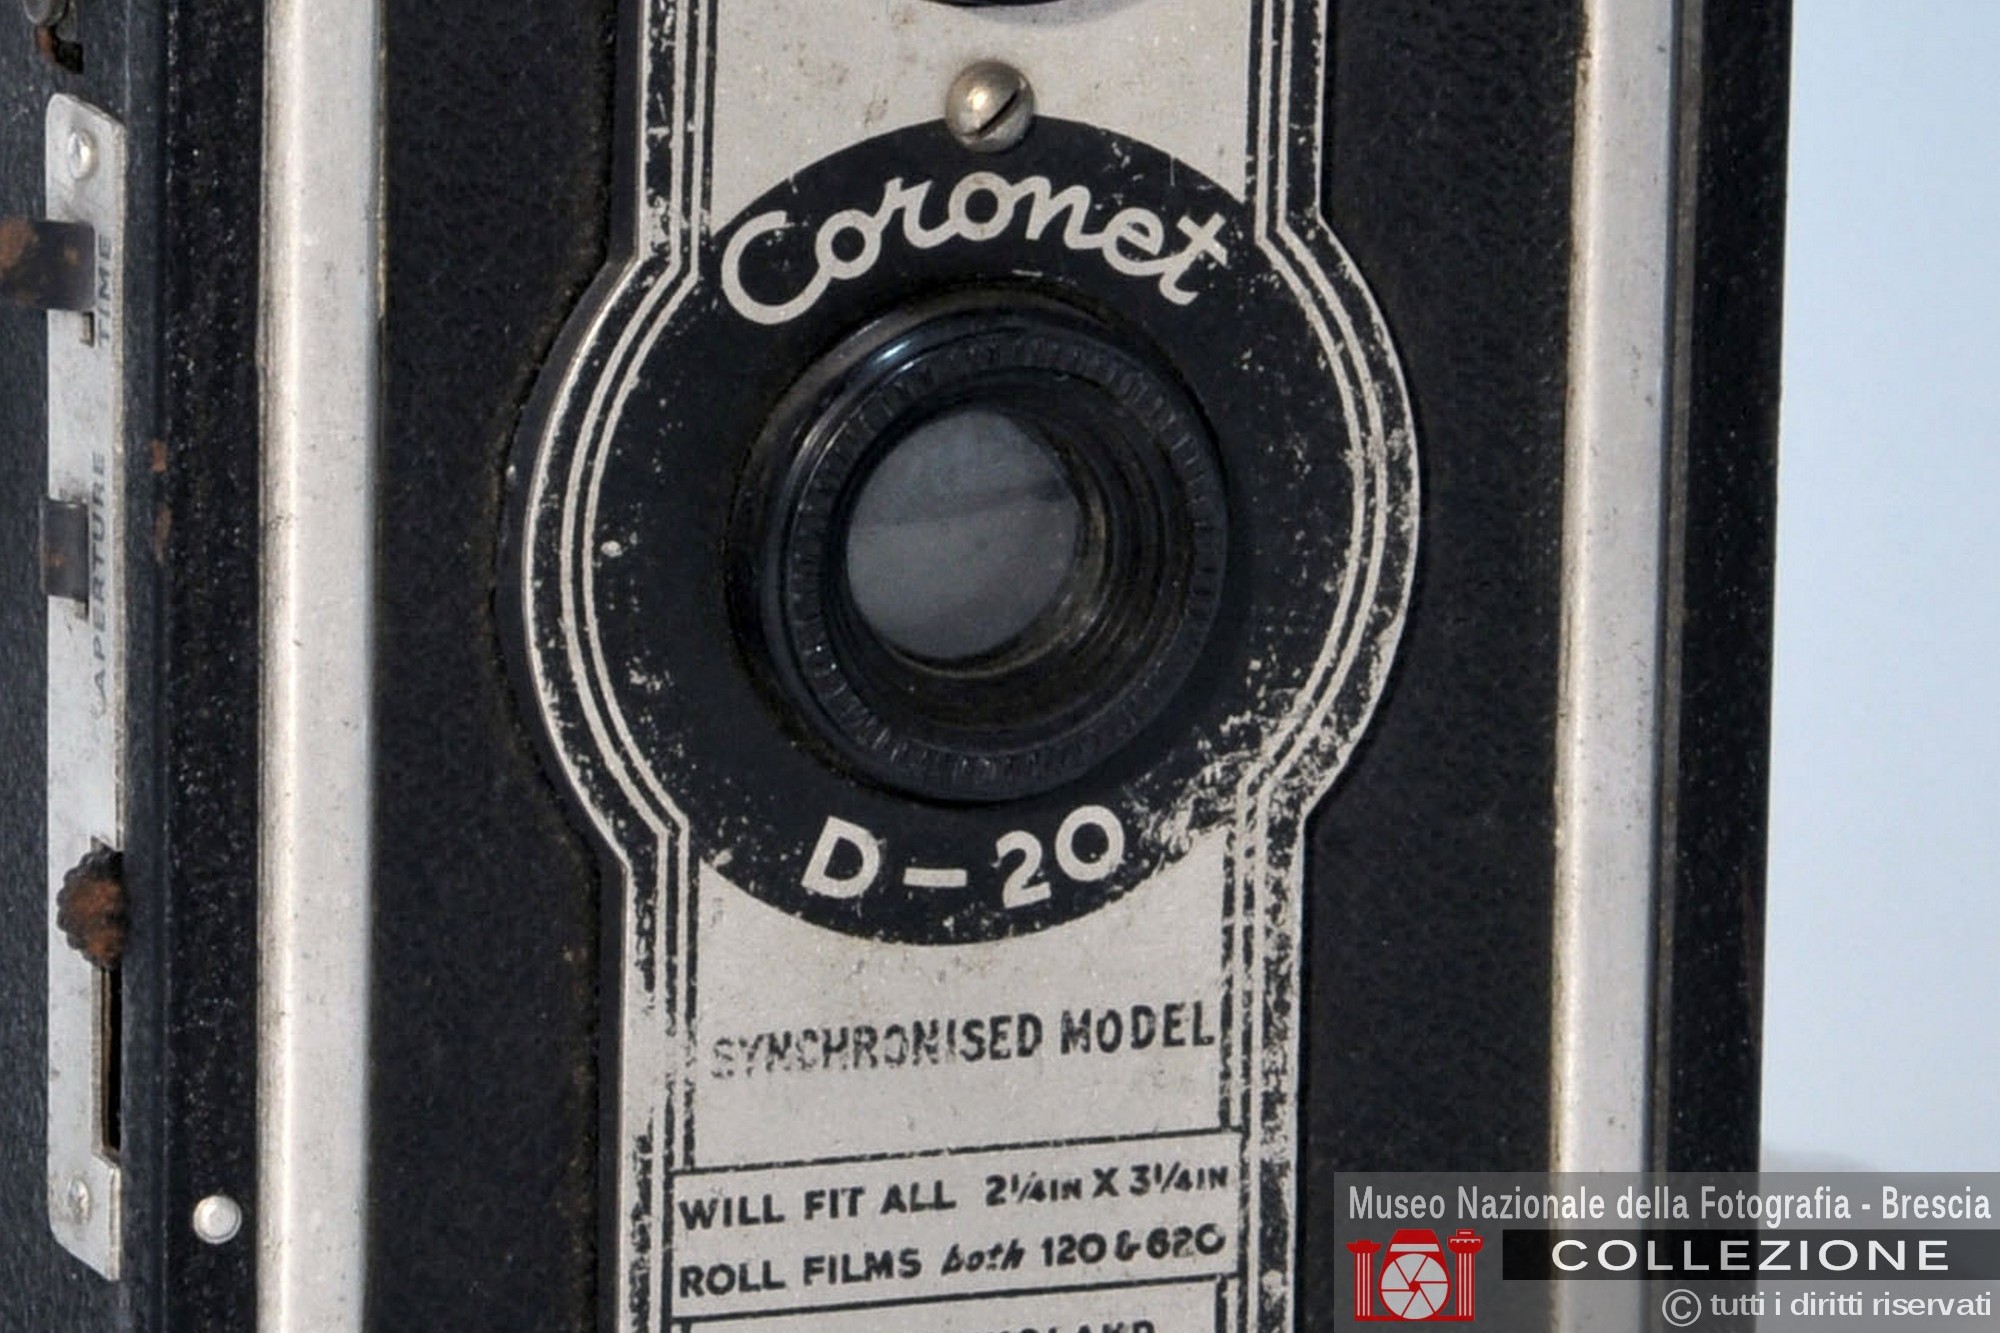 TIME
APERTURE
Coronet
D-20
SYNCHRONISED MODEL
WILL FIT ALL 2¼IN X 3¼IN
ROLL FILMS both 120 & 620
Museo Nazionale della Fotografia - Brescia
COLLEZIONE
© tutti i diritti riservati